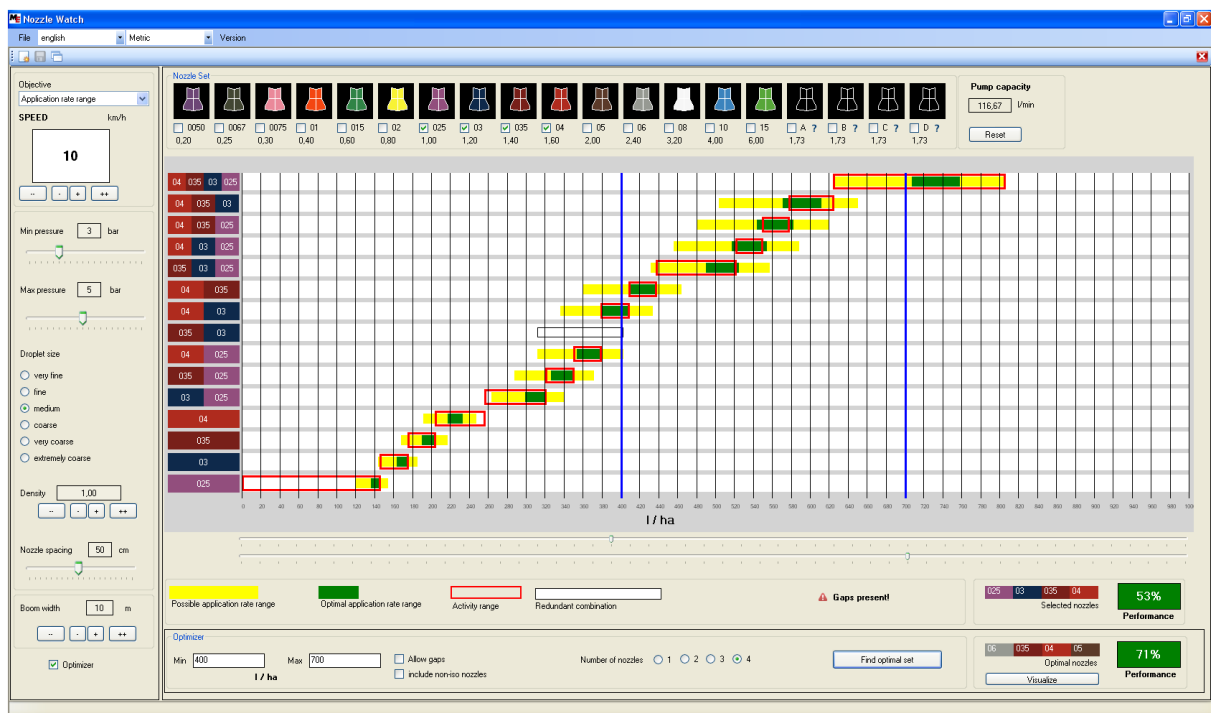 Nozzle Watch
File english Metric Version
Objective
Application rate range
SPEED km/h
10
-- - + ++
Min pressure 3 bar
Max pressure 5 bar
Droplet size
very fine
fine
medium
coarse
very coarse
extremely coarse
Density 1,00
-- - + ++
Nozzle spacing 50 cm
Boom width 10 m
-- - + ++
Optimizer
Nozzle Set
0050 0067 0075 01 015 02 025 03 035 04 05 06 08 10 15 A ? B ? C ? D ?
0,20 0,25 0,30 0,40 0,60 0,80 1,00 1,20 1,40 1,60 2,00 2,40 3,20 4,00 6,00 1,73 1,73 1,73 1,73
Pump capacity
116,67 l/min
Reset
04 035 03 025
04 035 03
04 035 025
04 03 025
035 03 025
04 035
04 03
035 03
04 025
035 025
03 025
04
035
03
025
0 20 40 60 80 100 120 140 160 180 200 220 240 260 280 300 320 340 360 380 400 420 440 460 480 500 520 540 560 580 600 620 640 660 680 700 720 740 760 780 800 820 840 860 880 900 920 940 960 980 100
l / ha
Possible application rate range
Optimal application rate range
Activity range
Redundant combination
Gaps present!
025 03 035 04
Selected nozzles
53%
Performance
Optimizer
Min 400 Max 700
l / ha
Allow gaps
include non-iso nozzles
Number of nozzles 1 2 3 4
Find optimal set
06 035 04 05
Optimal nozzles
Visualize
71%
Performance